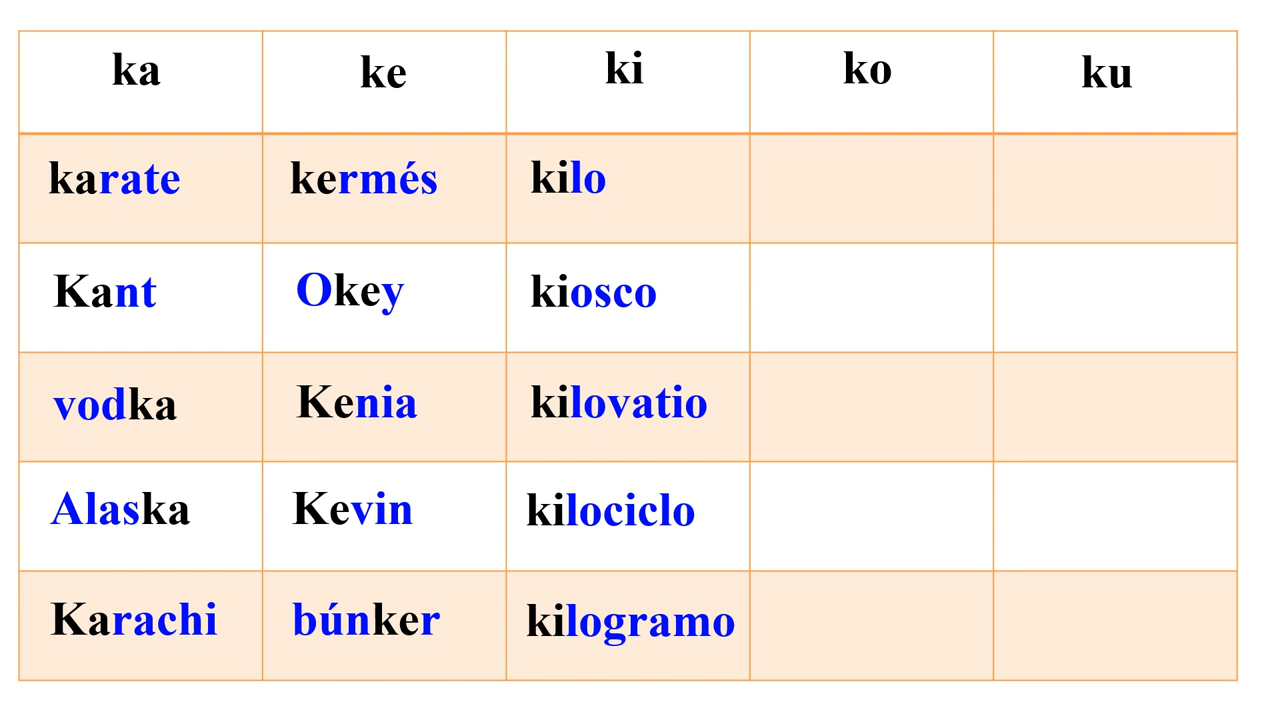 ka ke ki ko ku
karate kermés kilo
Kant Okey kiosco
vodka Kenia kilovatio
Alaska Kevin kilociclo
Karachi búnker kilogramo